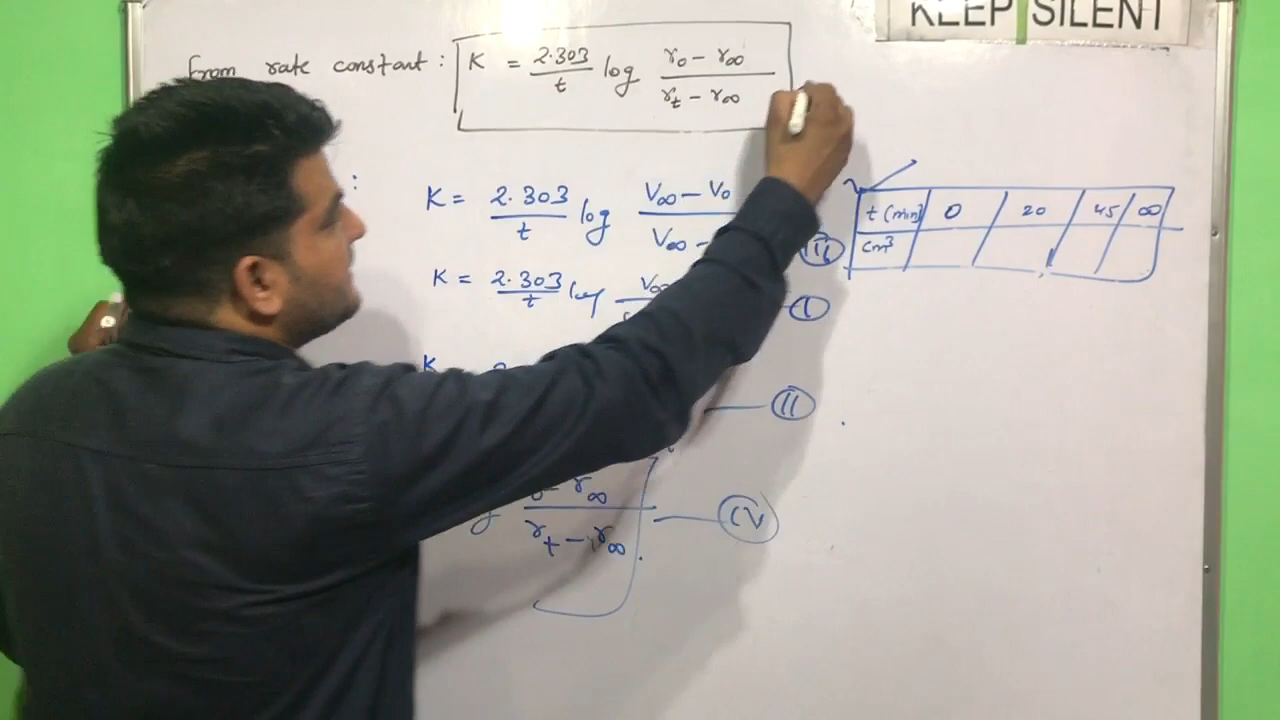 KEEP SILENT
From rate constant : K = 2.303/t log r₀ - r∞ / r_t - r∞
:
K = 2.303/t log V∞ - V₀ / V∞ -
III
t (min) 0 20 45 ∞
cm³
K = 2.303/t log V∞
I
K
II
r∞ / r_t - r∞
IV